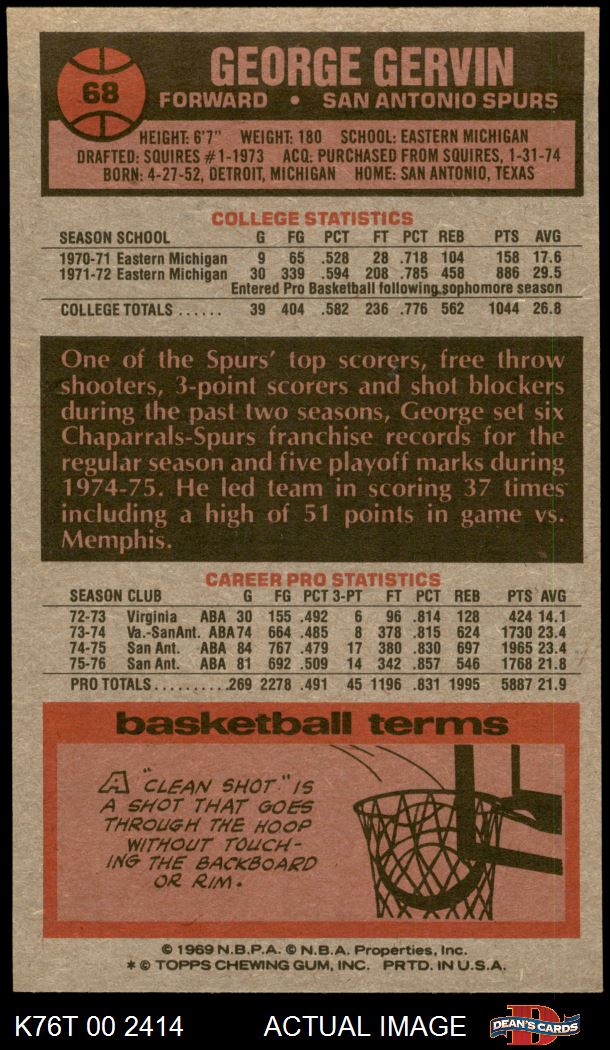 68
GEORGE GERVIN
FORWARD • SAN ANTONIO SPURS
HEIGHT: 6'7" WEIGHT: 180 SCHOOL: EASTERN MICHIGAN
DRAFTED: SQUIRES #1-1973 ACQ: PURCHASED FROM SQUIRES, 1-31-74
BORN: 4-27-52, DETROIT, MICHIGAN HOME: SAN ANTONIO, TEXAS
COLLEGE STATISTICS
SEASON SCHOOL G FG PCT FT PCT REB PTS AVG
1970-71 Eastern Michigan 9 65 .528 28 .718 104 158 17.6
1971-72 Eastern Michigan 30 339 .594 208 .785 458 886 29.5
Entered Pro Basketball following sophomore season
COLLEGE TOTALS ...... 39 404 .582 236 .776 562 1044 26.8
One of the Spurs' top scorers, free throw
shooters, 3-point scorers and shot blockers
during the past two seasons, George set six
Chaparrals-Spurs franchise records for the
regular season and five playoff marks during
1974-75. He led team in scoring 37 times
including a high of 51 points in game vs.
Memphis.
CAREER PRO STATISTICS
SEASON CLUB G FG PCT 3-PT FT PCT REB PTS AVG
72-73 Virginia ABA 30 155 .492 6 96 .814 128 424 14.1
73-74 Va.-SanAnt. ABA 74 664 .485 8 378 .815 624 1730 23.4
74-75 San Ant. ABA 84 767 .479 17 380 .830 697 1965 23.4
75-76 San Ant. ABA 81 692 .509 14 342 .857 546 1768 21.8
PRO TOTALS..........269 2278 .491 45 1196 .831 1995 5887 21.9
basketball terms
A "CLEAN SHOT" IS
A SHOT THAT GOES
THROUGH THE HOOP
WITHOUT TOUCH-
ING THE BACKBOARD
OR RIM.
© 1969 N.B.P.A. © N.B.A. Properties, Inc.
* © TOPPS CHEWING GUM, INC. PRTD. IN U.S.A.
K76T 00 2414 ACTUAL IMAGE
D
DEAN'S CARDS